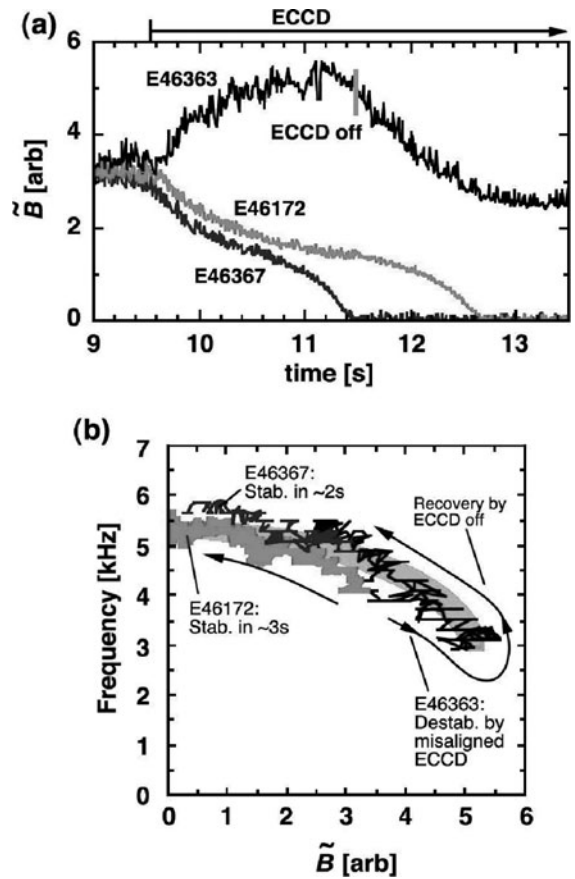 (a)
ECCD
E46363
ECCD off
E46172
E46367
B̃ [arb]
6
4
2
0
9 10 11 12 13
time [s]
(b)
Frequency [kHz]
7
6
5
4
3
2
1
0
E46367:
Stab. in ~2s
Recovery by
ECCD off
E46172:
Stab. in ~3s
E46363:
Destab. by
misaligned
ECCD
0 1 2 3 4 5 6
B̃ [arb]